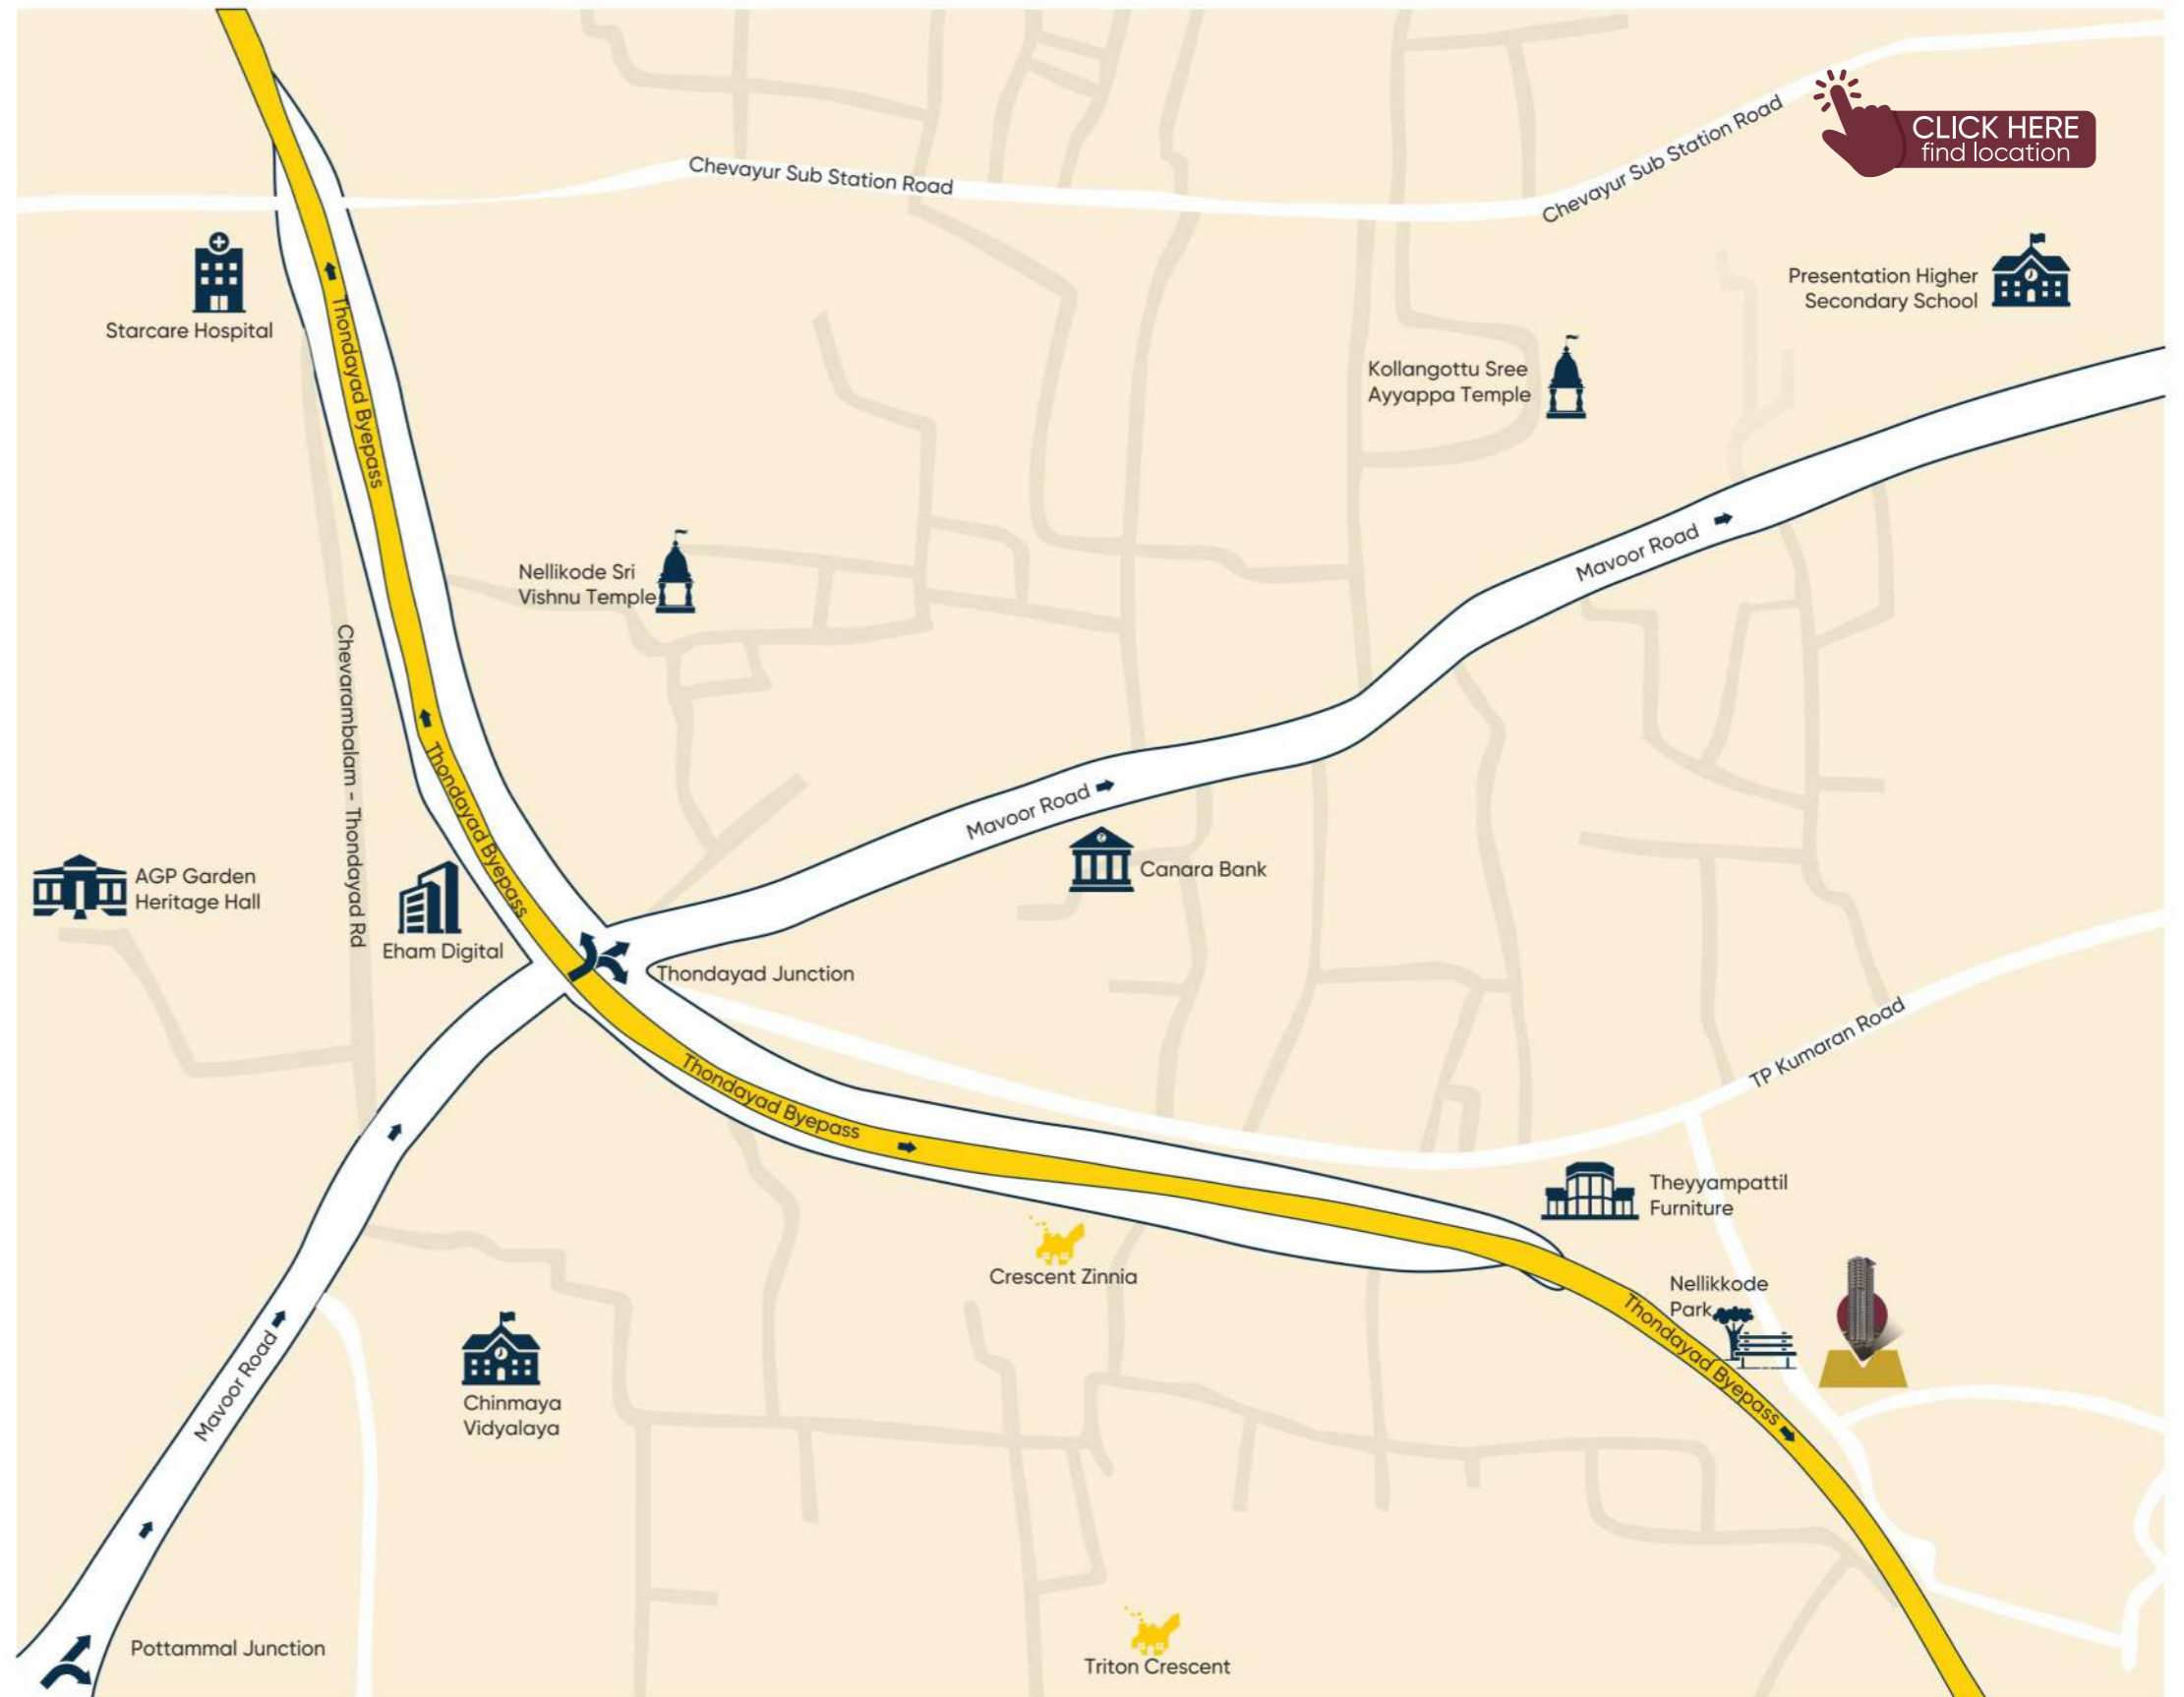 CLICK HERE
find location
Chevayur Sub Station Road
Chevayur Sub Station Road
Presentation Higher
Secondary School
Starcare Hospital
Thondayad Byepass
Kollangottu Sree
Ayyappa Temple
Mavoor Road
Nellikode Sri
Vishnu Temple
Chevarambalam - Thondayad Rd
Thondayad Byepass
Mavoor Road
Canara Bank
AGP Garden
Heritage Hall
Eham Digital
Thondayad Junction
TP Kumaran Road
Thondayad Byepass
Theyyampattil
Furniture
Crescent Zinnia
Nellikkode
Park
Thondayad Byepass
Mavoor Road
Chinmaya
Vidyalaya
Pottammal Junction
Triton Crescent